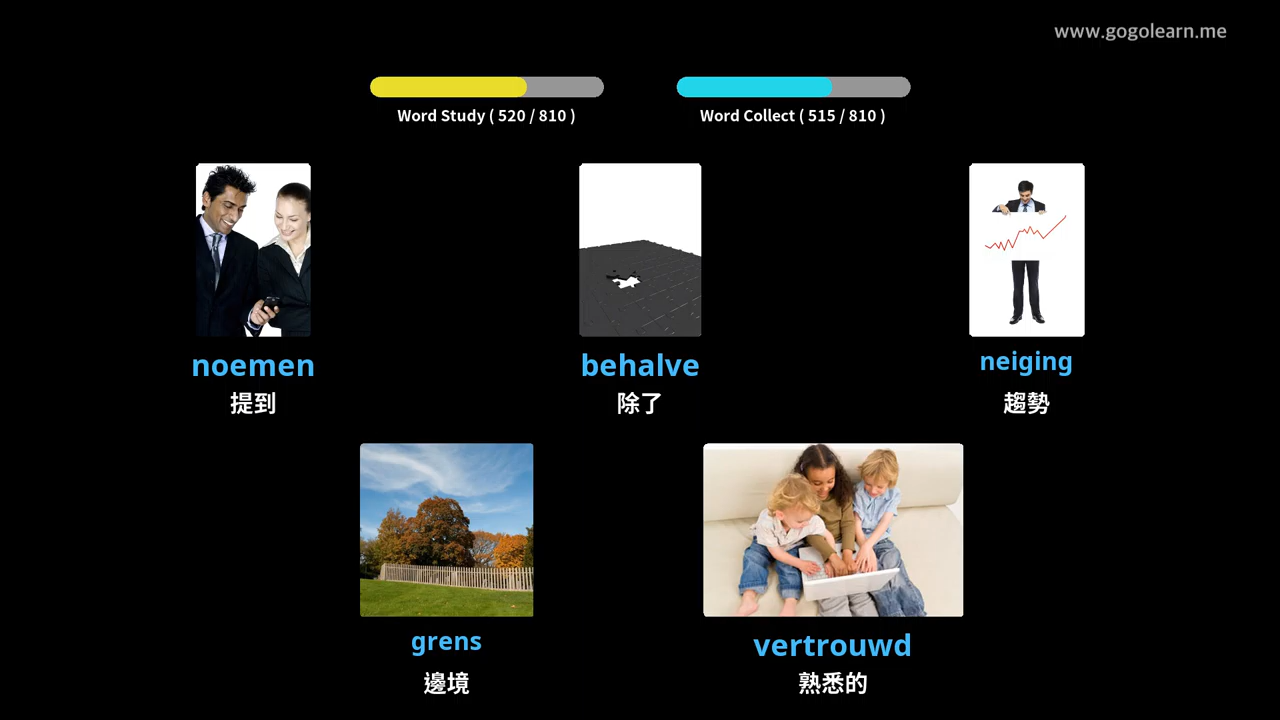 www.gogolearn.me
Word Study ( 520 / 810 )
Word Collect ( 515 / 810 )
noemen
提到
behalve
除了
neiging
趨勢
grens
邊境
vertrouwd
熟悉的